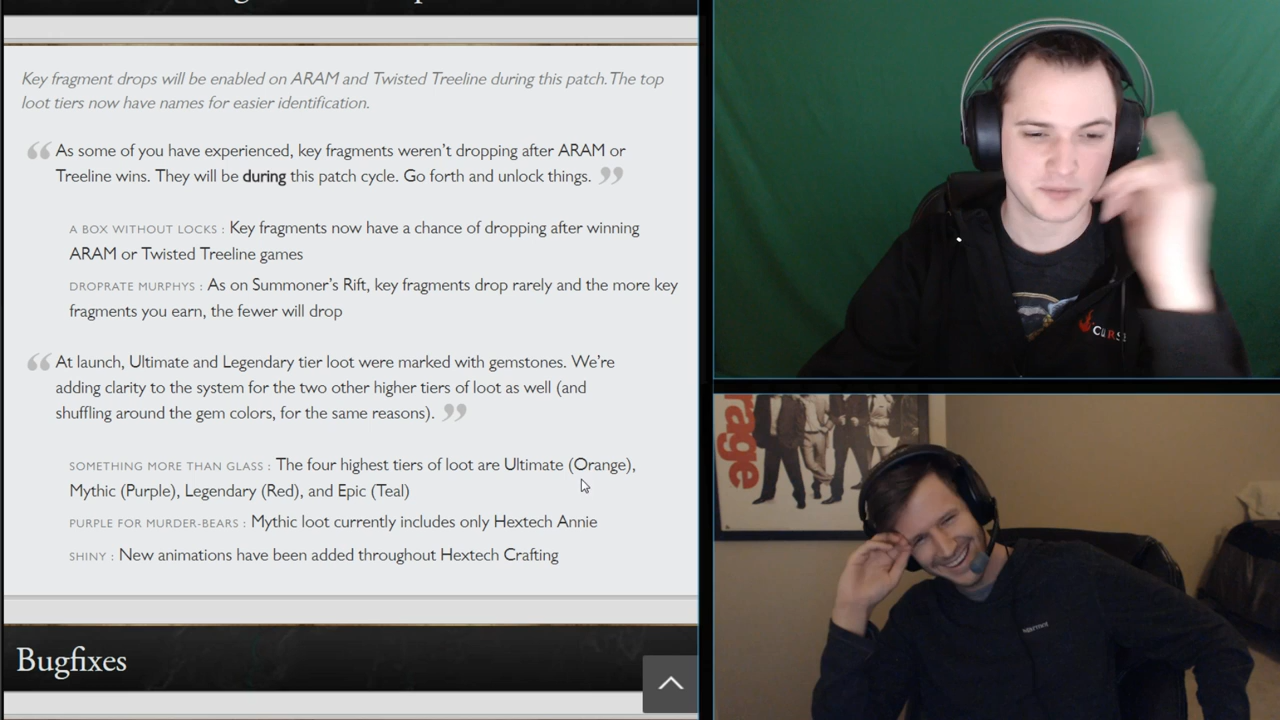 Key fragment drops will be enabled on ARAM and Twisted Treeline during this patch. The top
loot tiers now have names for easier identification.
“ As some of you have experienced, key fragments weren’t dropping after ARAM or
Treeline wins. They will be during this patch cycle. Go forth and unlock things. ”
A BOX WITHOUT LOCKS : Key fragments now have a chance of dropping after winning
ARAM or Twisted Treeline games
DROPRATE MURPHYS : As on Summoner’s Rift, key fragments drop rarely and the more key
fragments you earn, the fewer will drop
“ At launch, Ultimate and Legendary tier loot were marked with gemstones. We’re
adding clarity to the system for the two other higher tiers of loot as well (and
shuffling around the gem colors, for the same reasons). ”
SOMETHING MORE THAN GLASS : The four highest tiers of loot are Ultimate (Orange),
Mythic (Purple), Legendary (Red), and Epic (Teal)
PURPLE FOR MURDER-BEARS : Mythic loot currently includes only Hextech Annie
SHINY : New animations have been added throughout Hextech Crafting
Bugfixes
CURSE
rage